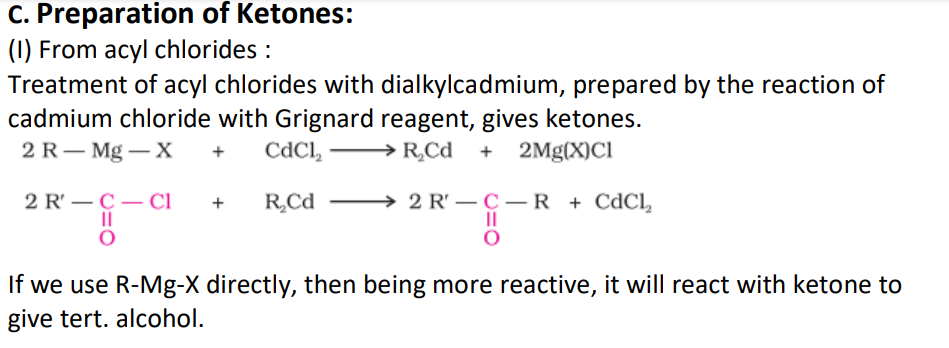 C. Preparation of Ketones:
(I) From acyl chlorides :
Treatment of acyl chlorides with dialkylcadmium, prepared by the reaction of
cadmium chloride with Grignard reagent, gives ketones.
2 R — Mg — X + CdCl₂ ⟶ R₂Cd + 2Mg(X)Cl
2 R' — C — Cl + R₂Cd ⟶ 2 R' — C — R + CdCl₂
|| ||
O O
If we use R-Mg-X directly, then being more reactive, it will react with ketone to
give tert. alcohol.